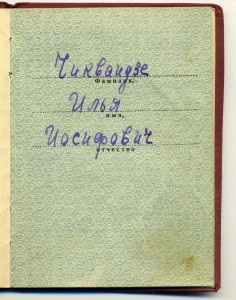 Чикваидзе
Фамилия,
Илья
имя,
Иосифович
отчество